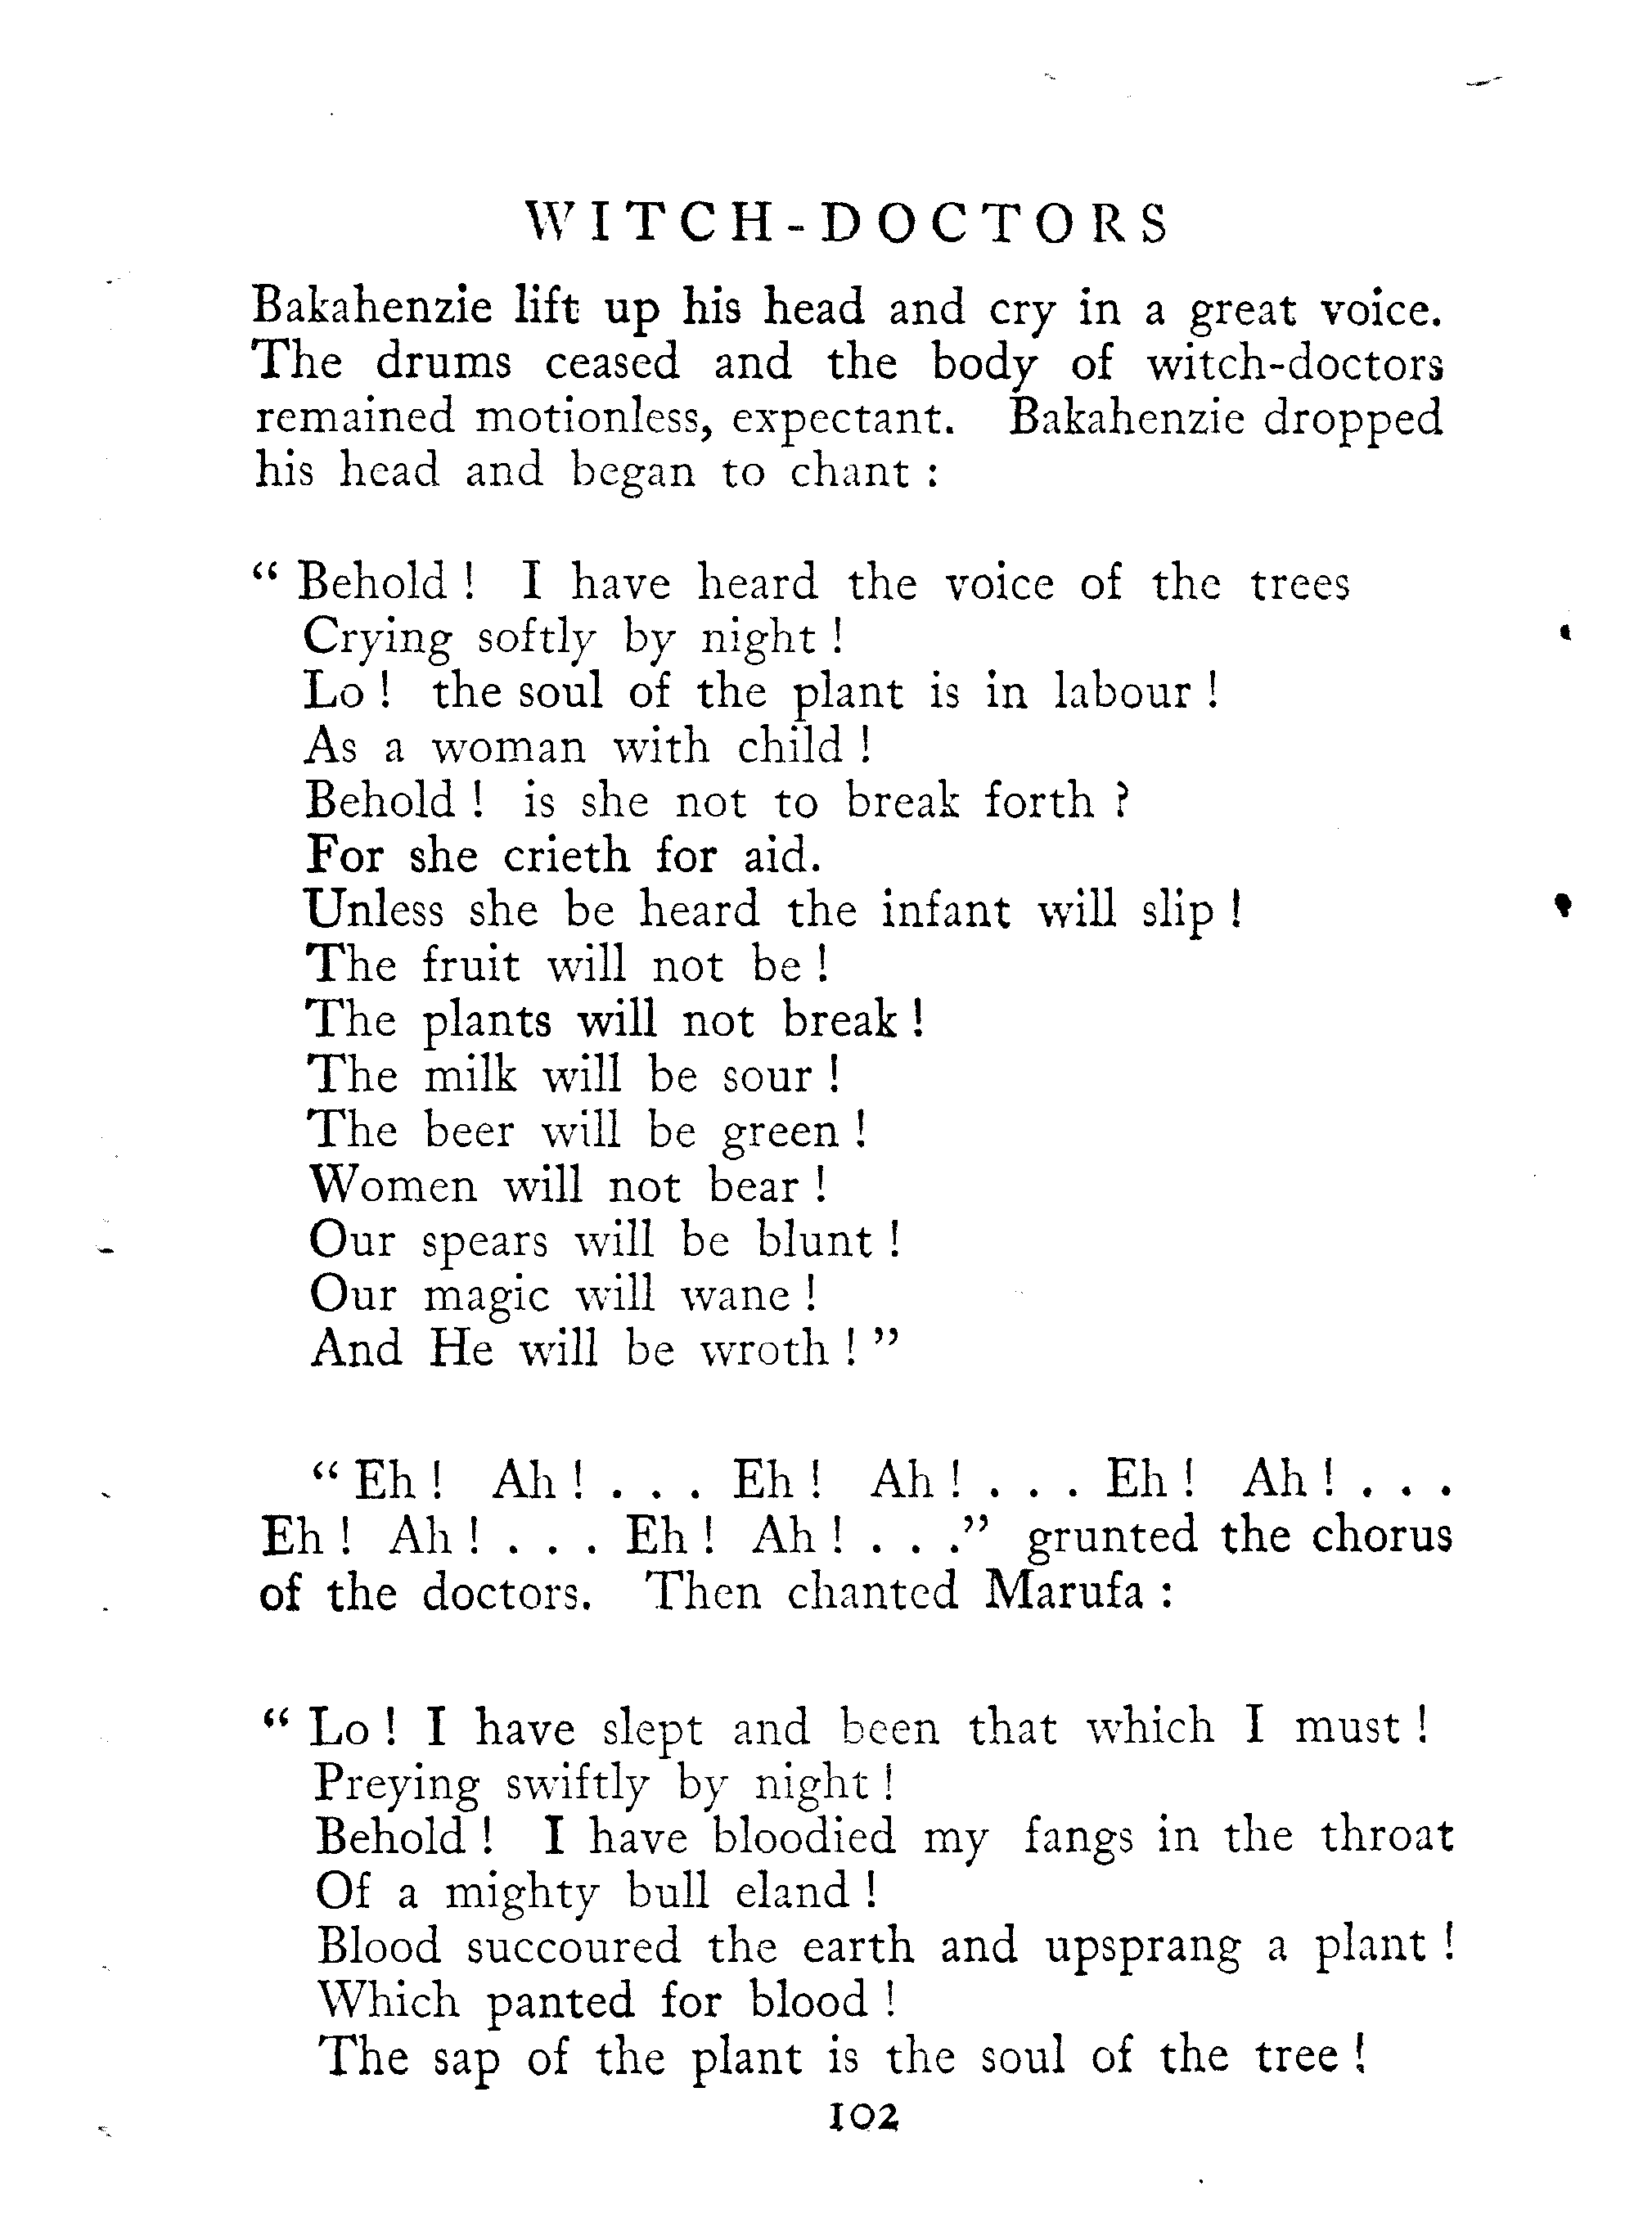 WITCH-DOCTORS
Bakahenzie lift up his head and cry in a great voice.
The drums ceased and the body of witch-doctors
remained motionless, expectant. Bakahenzie dropped
his head and began to chant :
“ Behold ! I have heard the voice of the trees
Crying softly by night !
Lo ! the soul of the plant is in labour !
As a woman with child !
Behold ! is she not to break forth ?
For she crieth for aid.
Unless she be heard the infant will slip !
The fruit will not be !
The plants will not break !
The milk will be sour !
The beer will be green !
Women will not bear !
Our spears will be blunt !
Our magic will wane !
And He will be wroth ! ”
“ Eh ! Ah ! . . . Eh ! Ah ! . . . Eh ! Ah ! . . .
Eh ! Ah ! . . . Eh ! Ah ! . . .” grunted the chorus
of the doctors. Then chanted Marufa :
“ Lo ! I have slept and been that which I must !
Preying swiftly by night !
Behold ! I have bloodied my fangs in the throat
Of a mighty bull eland !
Blood succoured the earth and upsprang a plant !
Which panted for blood !
The sap of the plant is the soul of the tree !
102